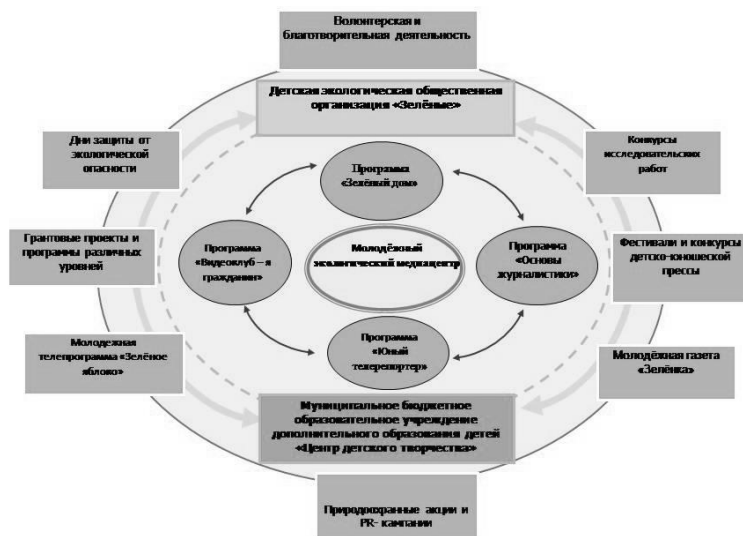 Волонтерская и
благотворительная деятельность
Детская экологическая общественная
организация «Зелёные»
Дни защиты от
экологической
опасности
Конкурсы
исследовательских
работ
Программа
«Зелёный дом»
Грантовые проекты и
программы различных
уровней
Программа
«Видеоклуб – я
гражданин»
Молодёжный
экологический медиацентр
Программа
«Основы
журналистики»
Фестивали и конкурсы
детско-юношеской
прессы
Программа
«Юный
телерепортер»
Молодежная
телепрограмма «Зелёное
яблоко»
Молодёжная газета
«Зелёнка»
Муниципальное бюджетное
образовательное учреждение
дополнительного образования детей
«Центр детского творчества»
Природоохранные акции и
PR- кампании